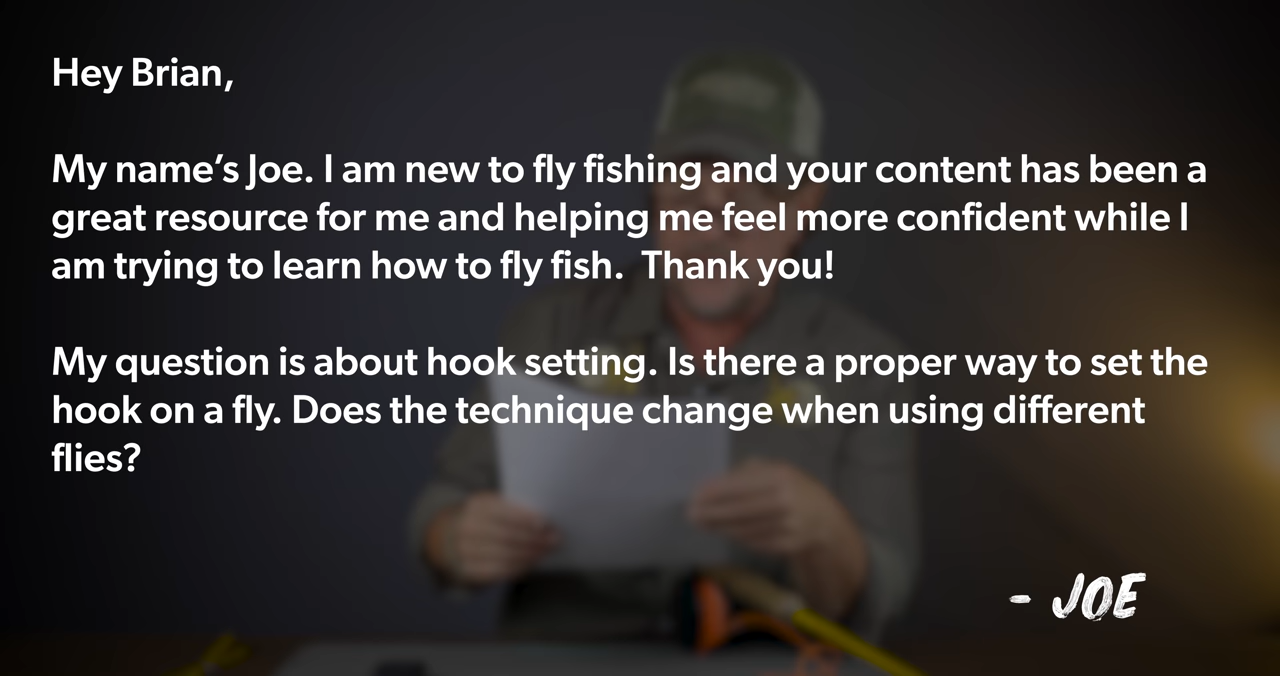 Hey Brian,
My name’s Joe. I am new to fly fishing and your content has been a
great resource for me and helping me feel more confident while I
am trying to learn how to fly fish.  Thank you!
My question is about hook setting. Is there a proper way to set the
hook on a fly. Does the technique change when using different
flies?
- JOE